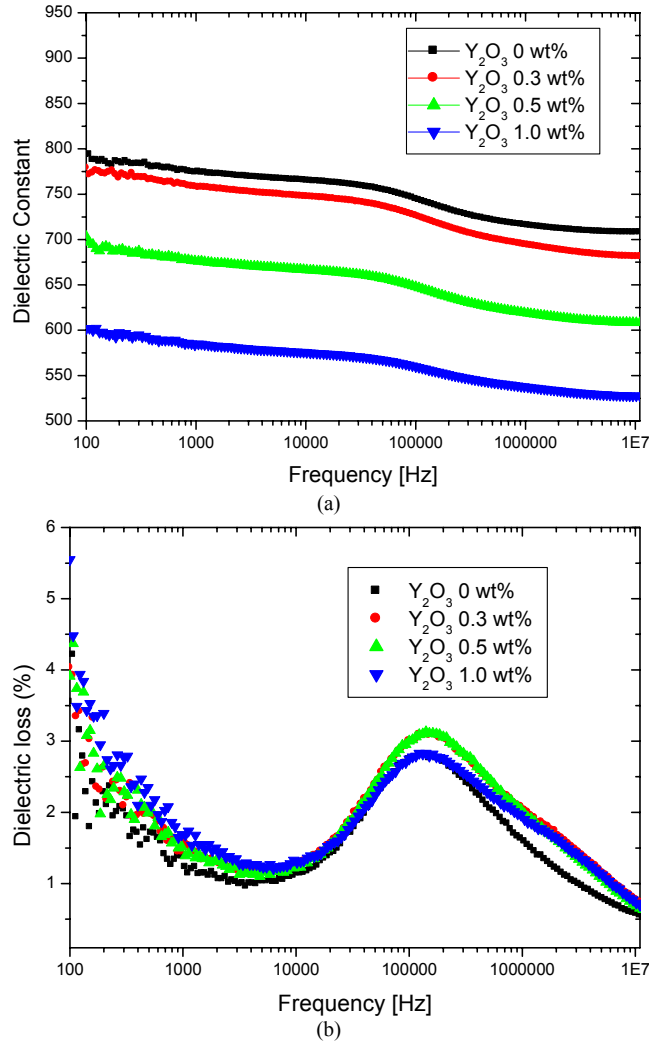 950
900
850
800
750
700
650
600
550
500
Dielectric Constant
Y2O3 0 wt%
Y2O3 0.3 wt%
Y2O3 0.5 wt%
Y2O3 1.0 wt%
100 1000 10000 100000 1000000 1E7
Frequency [Hz]
(a)
6
5
4
3
2
1
Dielectric loss (%)
Y2O3 0 wt%
Y2O3 0.3 wt%
Y2O3 0.5 wt%
Y2O3 1.0 wt%
100 1000 10000 100000 1000000 1E7
Frequency [Hz]
(b)